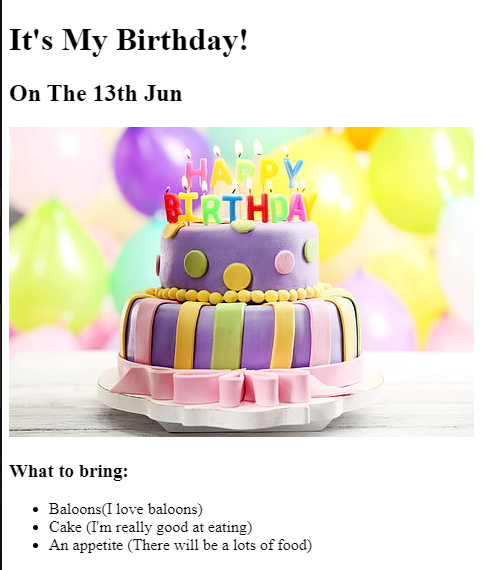 It's My Birthday!
On The 13th Jun
HAPPY
BIRTHDAY
What to bring:
Baloons(I love baloons)
Cake (I'm really good at eating)
An appetite (There will be a lots of food)